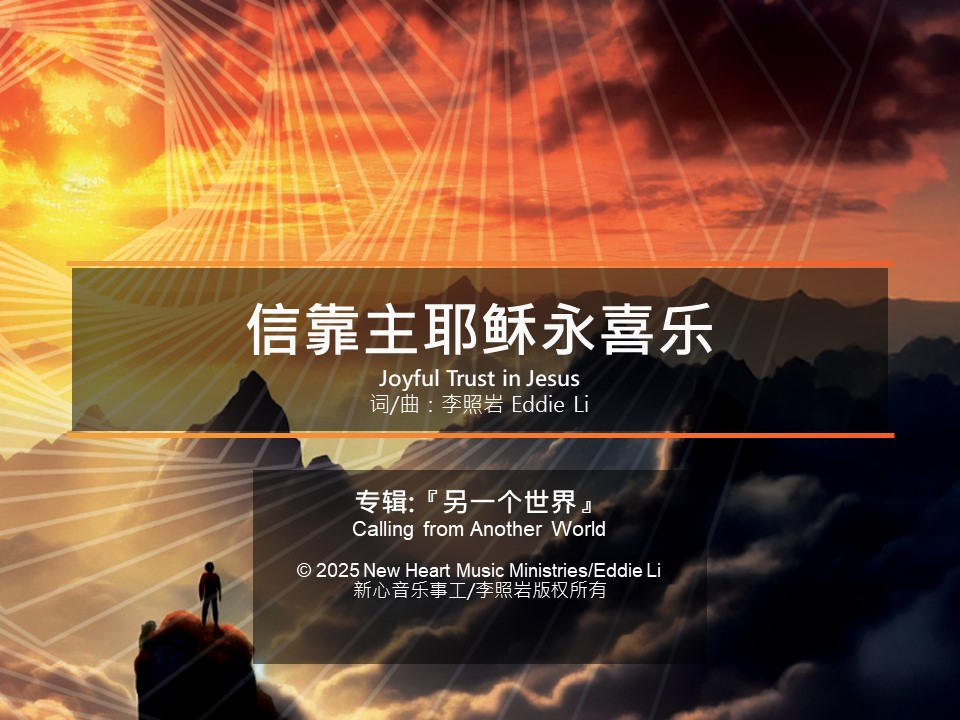 信靠主耶稣永喜乐
Joyful Trust in Jesus
词/曲：李照岩 Eddie Li
专辑:『另一个世界』
Calling from Another World
© 2025 New Heart Music Ministries/Eddie Li
新心音乐事工/李照岩版权所有